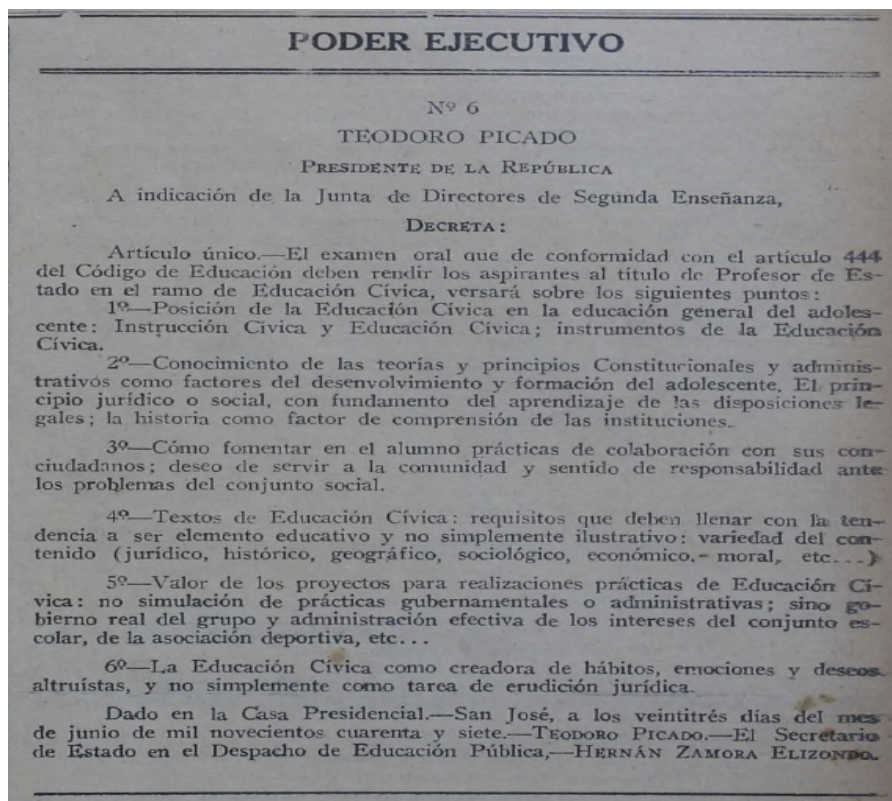 PODER EJECUTIVO
Nº 6
TEODORO PICADO
PRESIDENTE DE LA REPÚBLICA
A indicación de la Junta de Directores de Segunda Enseñanza,
DECRETA:
Artículo único.—El examen oral que de conformidad con el artículo 444
del Código de Educación deben rendir los aspirantes al título de Profesor de Es-
tado en el ramo de Educación Cívica, versará sobre los siguientes puntos:
1º—Posición de la Educación Cívica en la educación general del adoles-
cente: Instrucción Cívica y Educación Cívica; instrumentos de la Educación
Cívica.
2º—Conocimiento de las teorías y principios Constitucionales y adminis-
trativos como factores del desenvolvimiento y formación del adolescente. El prin-
cipio jurídico o social, con fundamento del aprendizaje de las disposiciones le-
gales; la historia como factor de comprensión de las instituciones.
3º—Cómo fomentar en el alumno prácticas de colaboración con sus con-
ciudadanos; deseo de servir a la comunidad y sentido de responsabilidad ante
los problemas del conjunto social.
4º—Textos de Educación Cívica: requisitos que deben llenar con la ten-
dencia a ser elemento educativo y no simplemente ilustrativo: variedad del con-
tenido (jurídico, histórico, geográfico, sociológico, económico, moral, etc...)
5º—Valor de los proyectos para realizaciones prácticas de Educación Cí-
vica: no simulación de prácticas gubernamentales o administrativas; sino go-
bierno real del grupo y administración efectiva de los intereses del conjunto es-
colar, de la asociación deportiva, etc...
6º—La Educación Cívica como creadora de hábitos, emociones y deseos
altruístas, y no simplemente como tarea de erudición jurídica.
Dado en la Casa Presidencial.—San José, a los veintitrés días del mes
de junio de mil novecientos cuarenta y siete.—TEODORO PICADO.—El Secretario
de Estado en el Despacho de Educación Pública,—HERNÁN ZAMORA ELIZONDO.